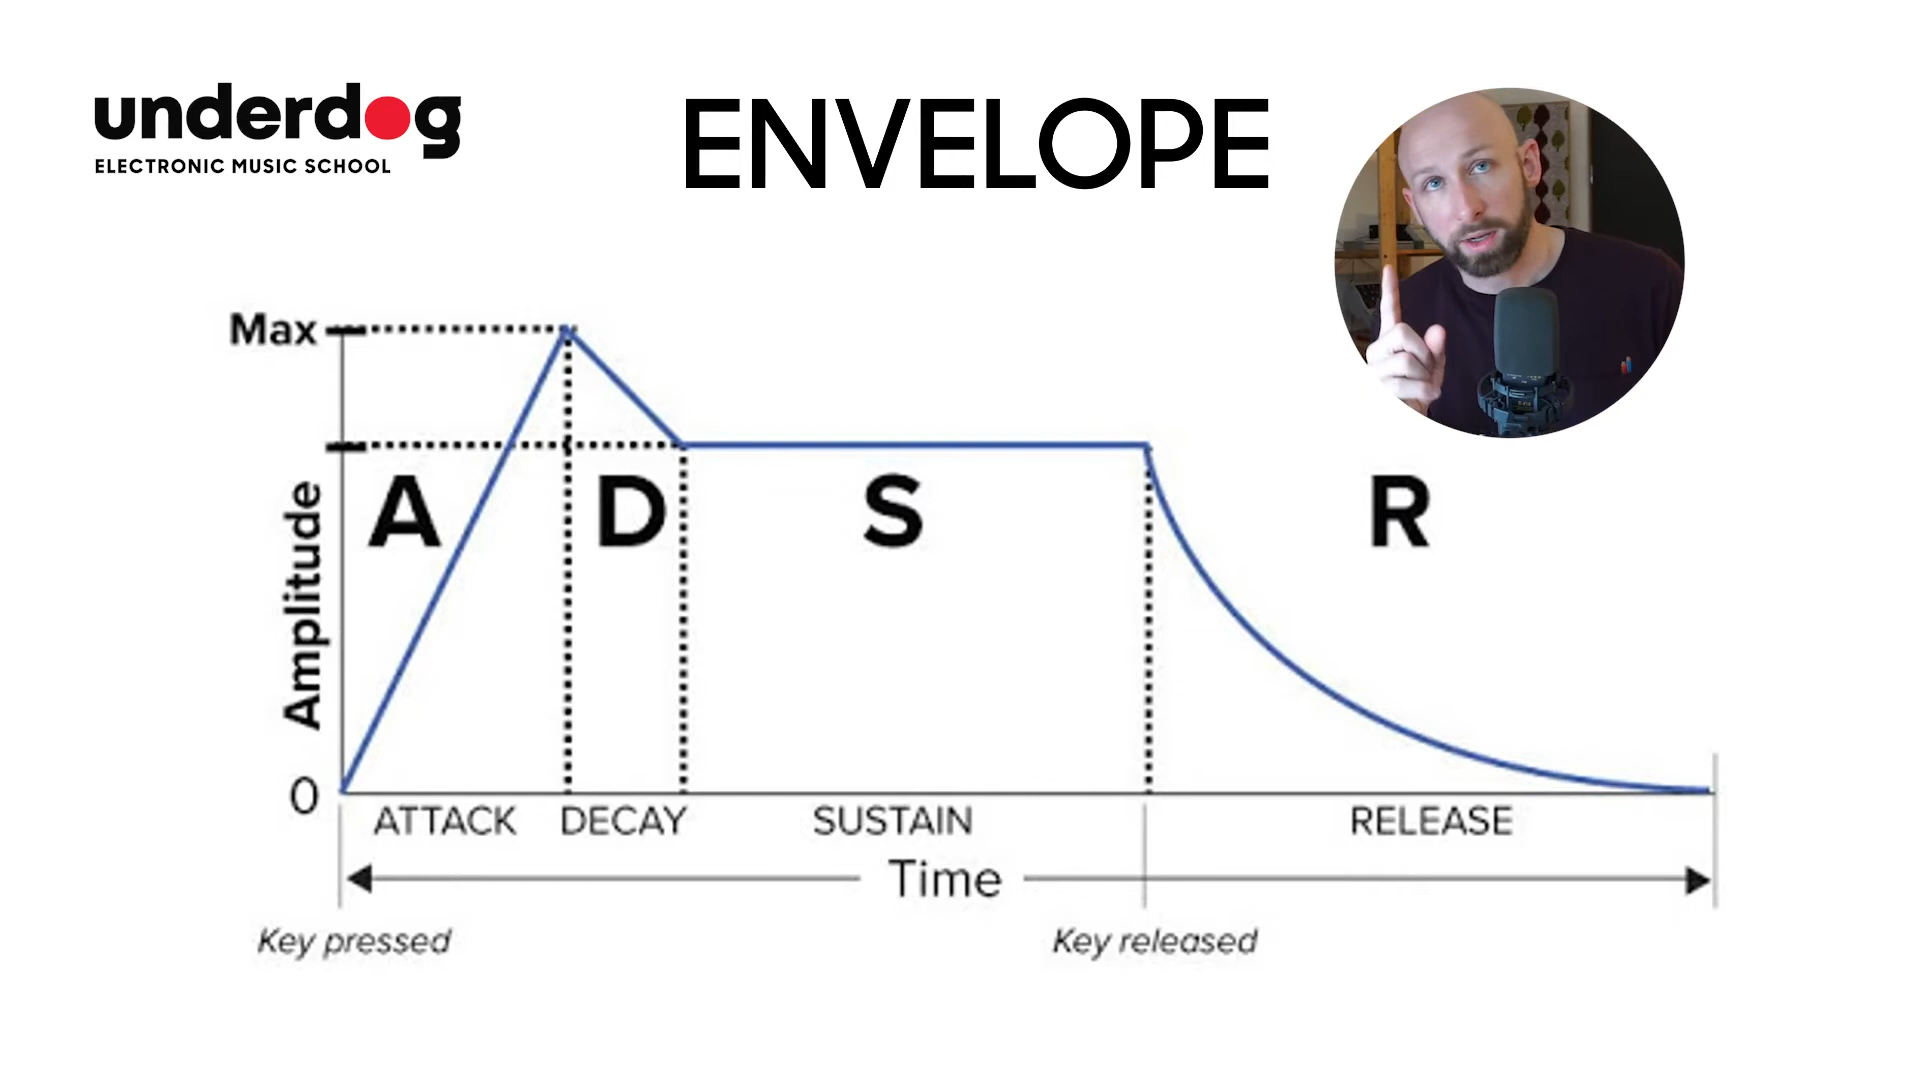 underdog
ELECTRONIC MUSIC SCHOOL
ENVELOPE
Max
Amplitude
0
A
D
S
R
ATTACK
DECAY
SUSTAIN
RELEASE
Time
Key pressed
Key released